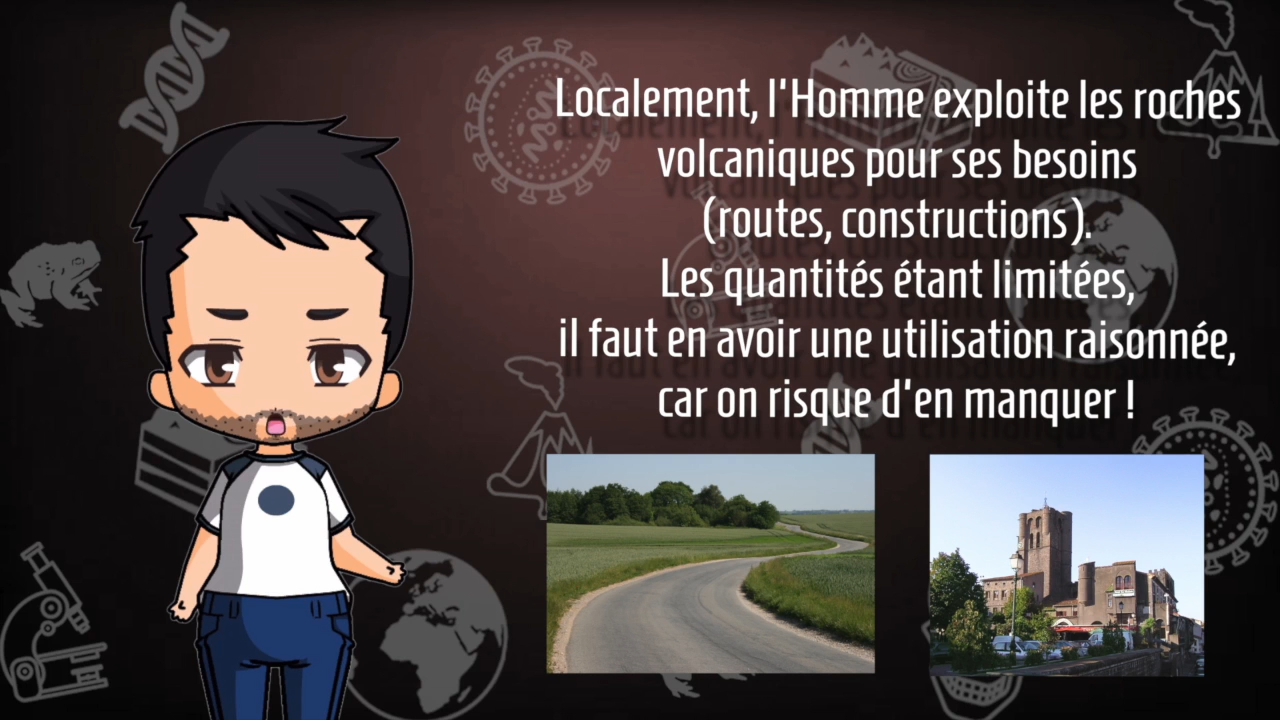 Localement, l'Homme exploite les roches
volcaniques pour ses besoins
(routes, constructions).
Les quantités étant limitées,
il faut en avoir une utilisation raisonnée,
car on risque d'en manquer !